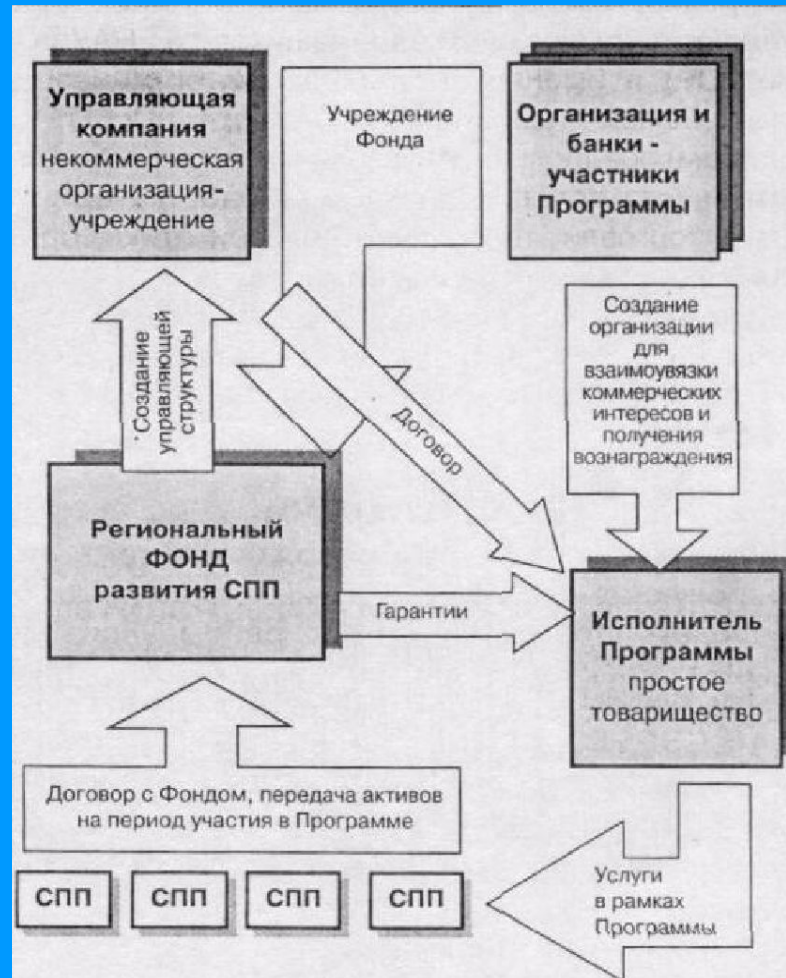 Управляющая
компания
некоммерческая
организация-
учреждение
Учреждение
Фонда
Организация и
банки -
участники
Программы
Создание
управляющей
структуры
Договор
Создание
организации
для
взаимоувязки
коммерческих
интересов и
получения
вознаграждения
Региональный
ФОНД
развития СПП
Гарантии
Исполнитель
Программы
простое
товарищество
Договор с Фондом, передача активов
на период участия в Программе
СПП СПП СПП СПП
Услуги
в рамках
Программы